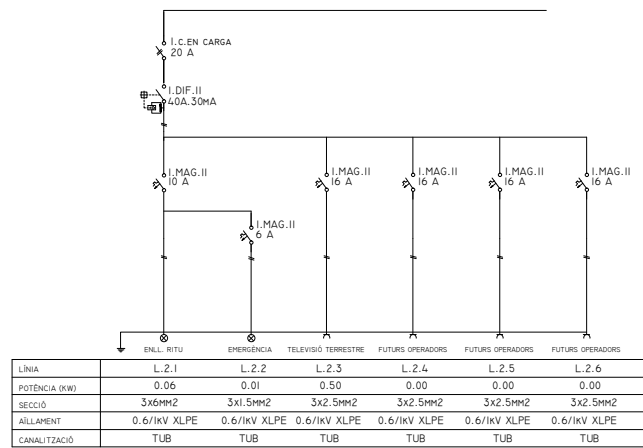 I.C.EN CARGA
20 A
I.DIF.II
40A.30MA
I.MAG.II
10 A
I.MAG.II
16 A
I.MAG.II
16 A
I.MAG.II
16 A
I.MAG.II
16 A
I.MAG.II
6 A
ENLL. RITU EMERGÈNCIA TELEVISIÓ TERRESTRE FUTURS OPERADORS FUTURS OPERADORS FUTURS OPERADORS
LÍNIA L.2.1 L.2.2 L.2.3 L.2.4 L.2.5 L.2.6
POTÈNCIA (KW) 0.06 0.01 0.50 0.00 0.00 0.00
SECCIÓ 3x6MM2 3x1.5MM2 3x2.5MM2 3x2.5MM2 3x2.5MM2 3x2.5MM2
AÏLLAMENT 0.6/1KV XLPE 0.6/1KV XLPE 0.6/1KV XLPE 0.6/1KV XLPE 0.6/1KV XLPE 0.6/1KV XLPE
CANALITZACIÓ TUB TUB TUB TUB TUB TUB